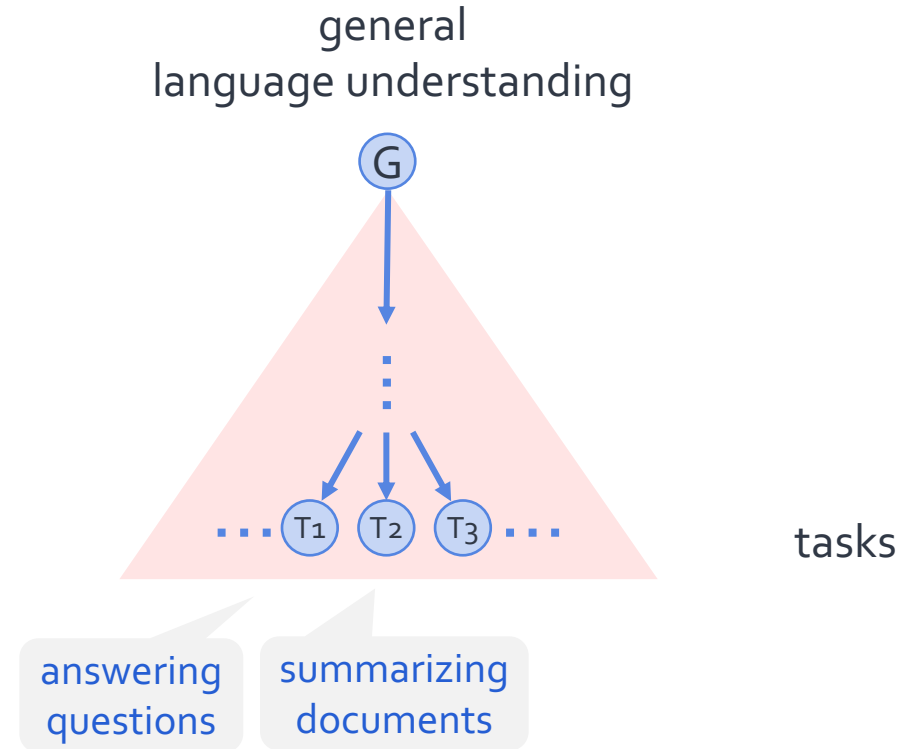 general
language understanding
G
T1 T2 T3
tasks
answering
questions
summarizing
documents